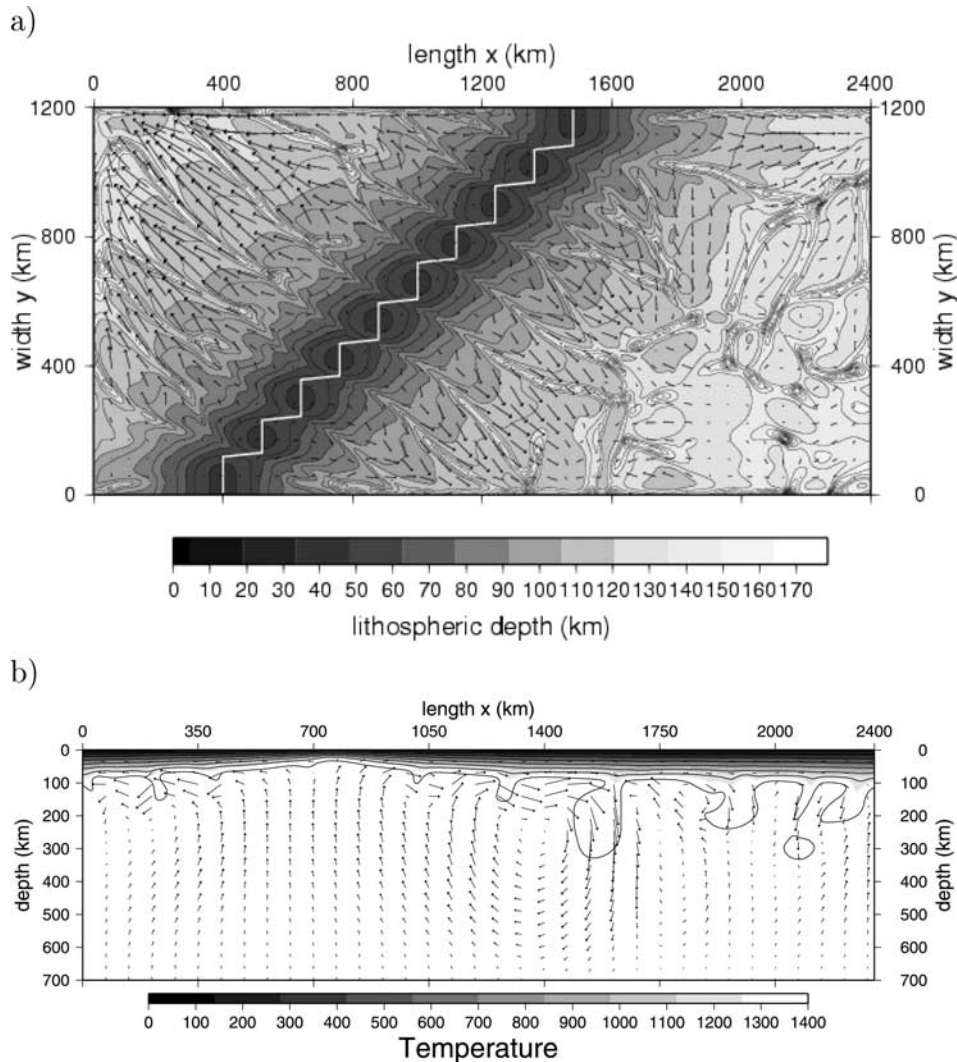 a)
length x (km)
0 400 800 1200 1600 2000 2400
1200 1200
800 800
400 400
0 0
width y (km)
width y (km)
0 10 20 30 40 50 60 70 80 90 100 110 120 130 140 150 160 170
lithospheric depth (km)
b)
length x (km)
0 350 700 1050 1400 1750 2000 2400
0 0
100 100
200 200
300 300
400 400
500 500
600 600
700 700
depth (km)
depth (km)
0 100 200 300 400 500 600 700 800 900 1000 1200 1400
Temperature